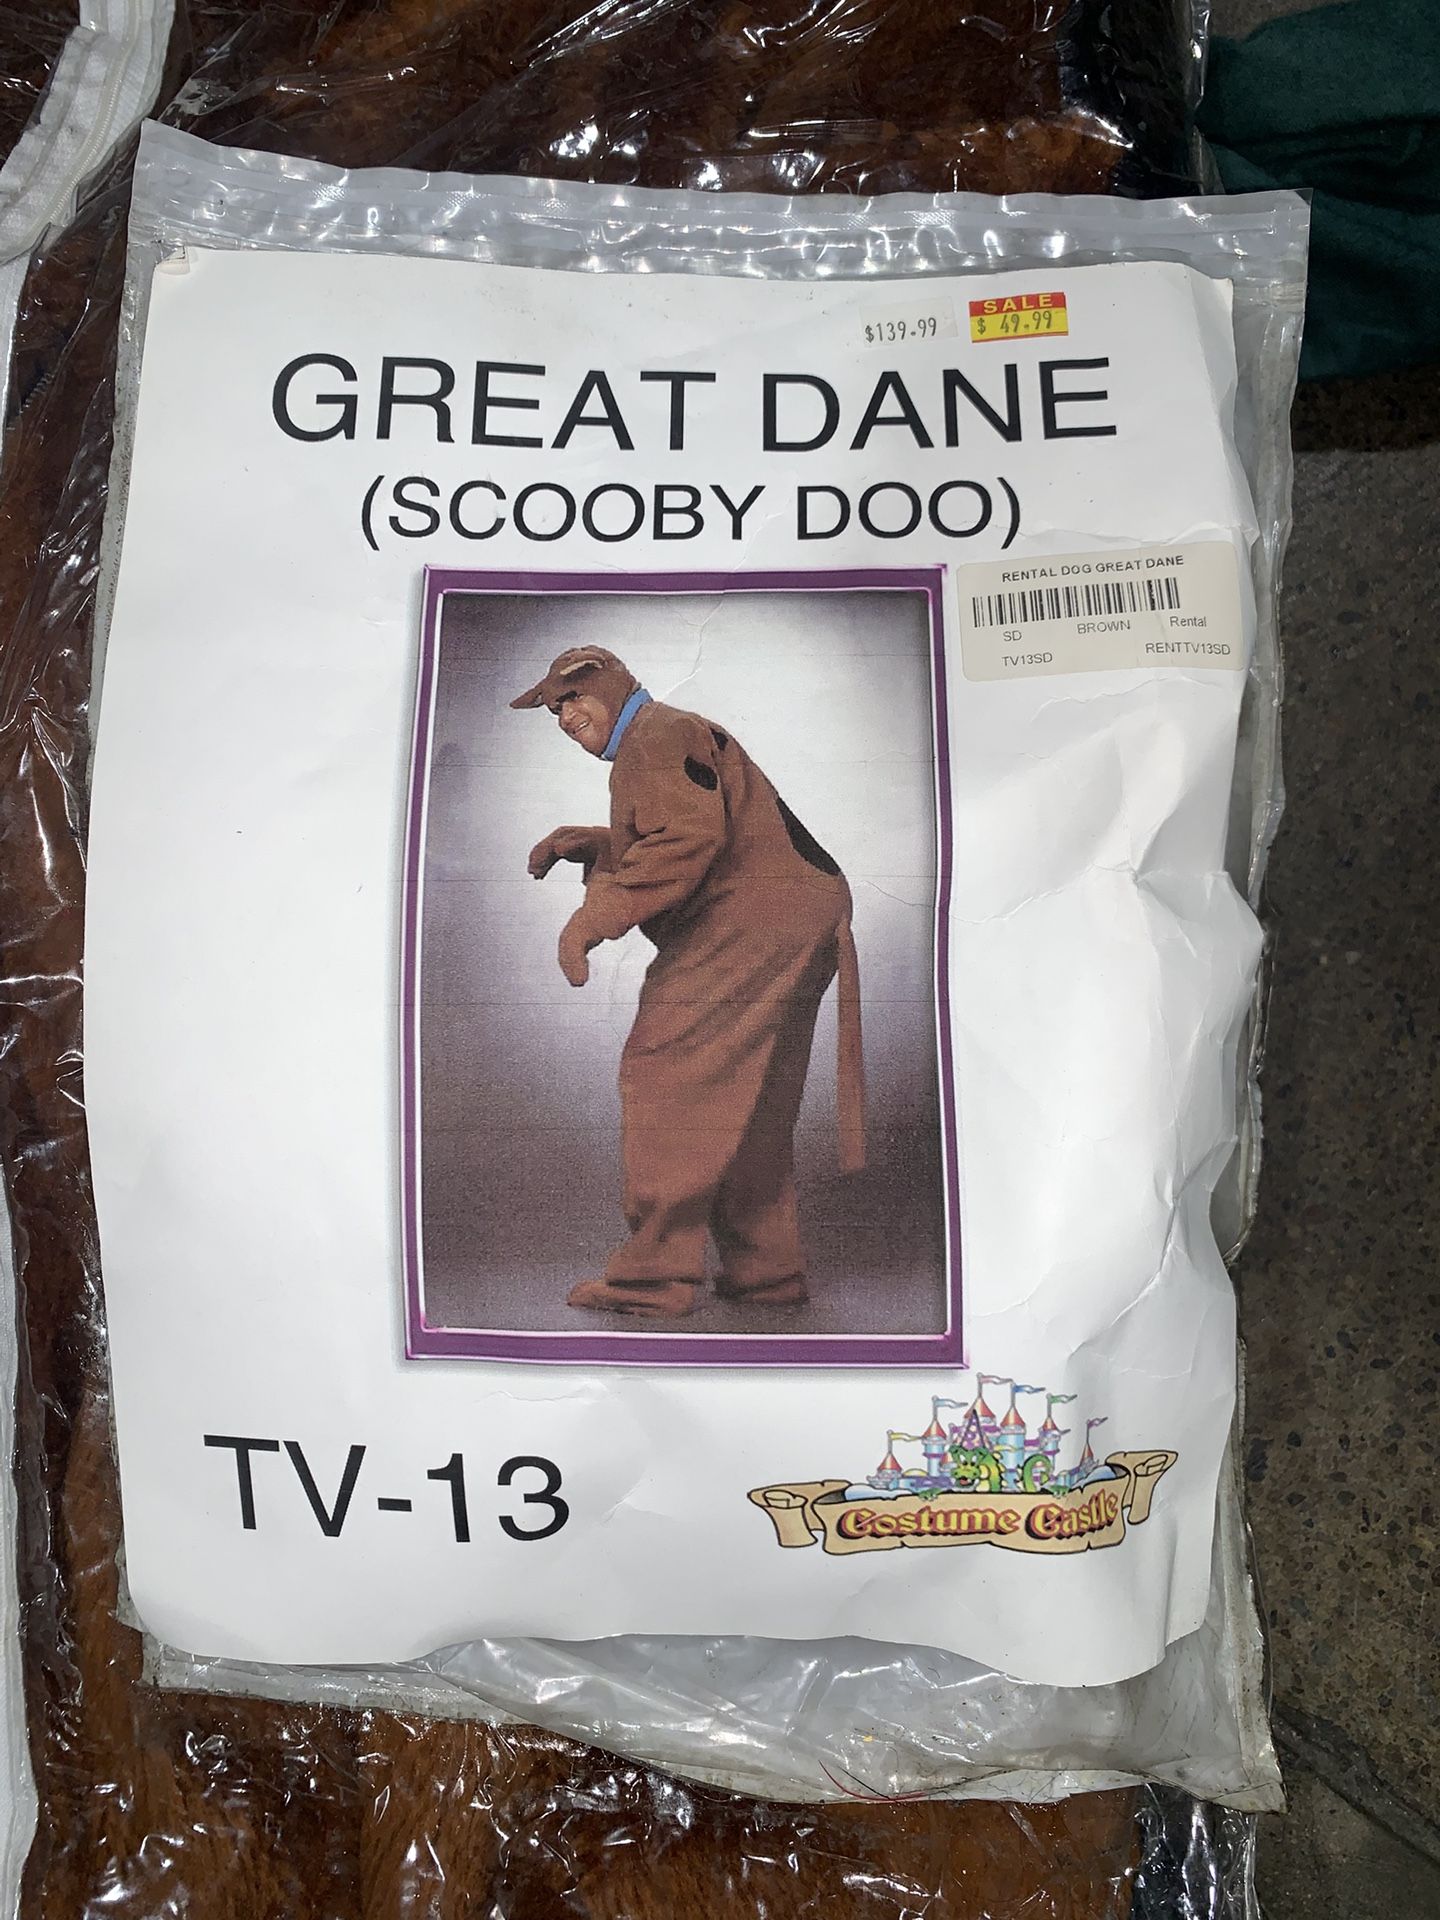 $139.99
SALE
$ 49.99
GREAT DANE
(SCOOBY DOO)
RENTAL DOG GREAT DANE
SD BROWN Rental
TV13SD RENTTV13SD
TV-13
Costume Castle